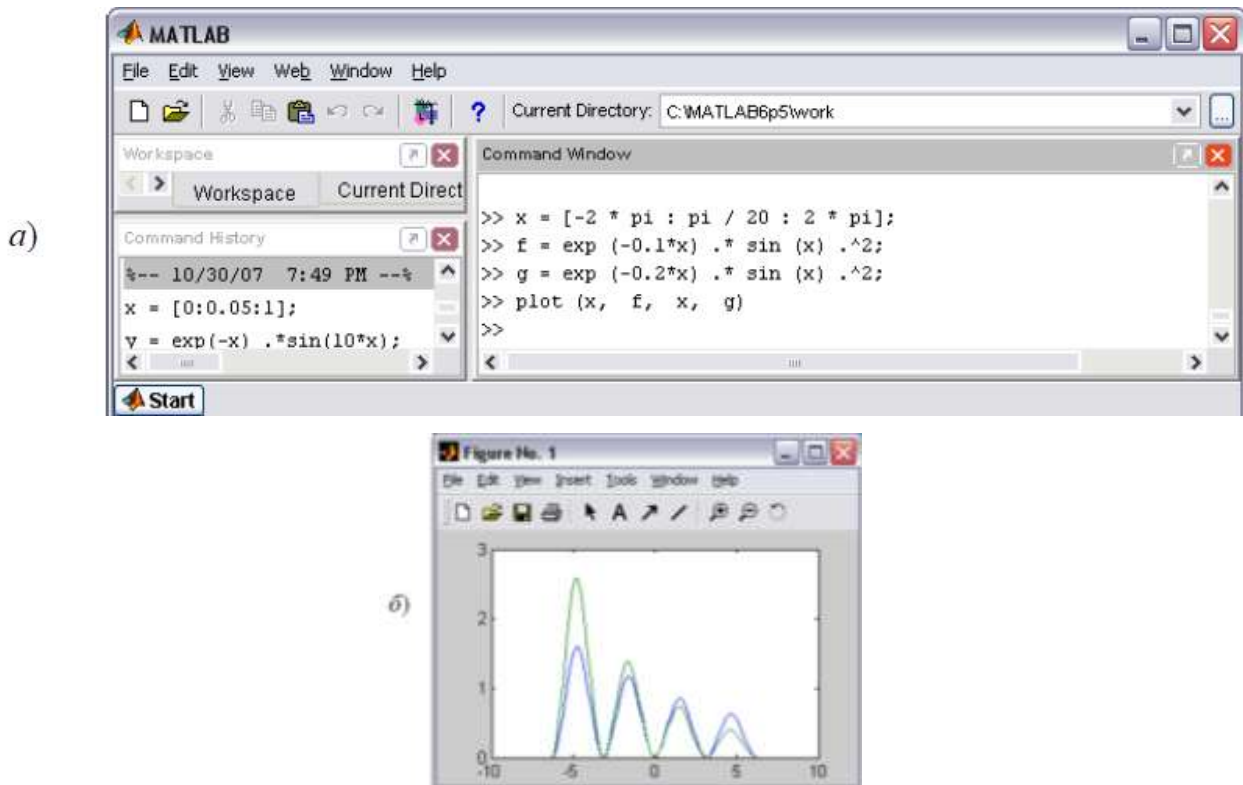 MATLAB
File Edit View Web Window Help
? Current Directory: C:\MATLAB6p5\work ...
Workspace
Workspace Current Direct
Command History
%-- 10/30/07 7:49 PM --%
x = [0:0.05:1];
y = exp(-x) .*sin(10*x);
Start
Command Window
>> x = [-2 * pi : pi / 20 : 2 * pi];
>> f = exp (-0.1*x) .* sin (x) .^2;
>> g = exp (-0.2*x) .* sin (x) .^2;
>> plot (x, f, x, g)
>>
а)
Figure No. 1
File Edit View Insert Tools Window Help
A
3
2
1
0
-10 -5 0 5 10
б)